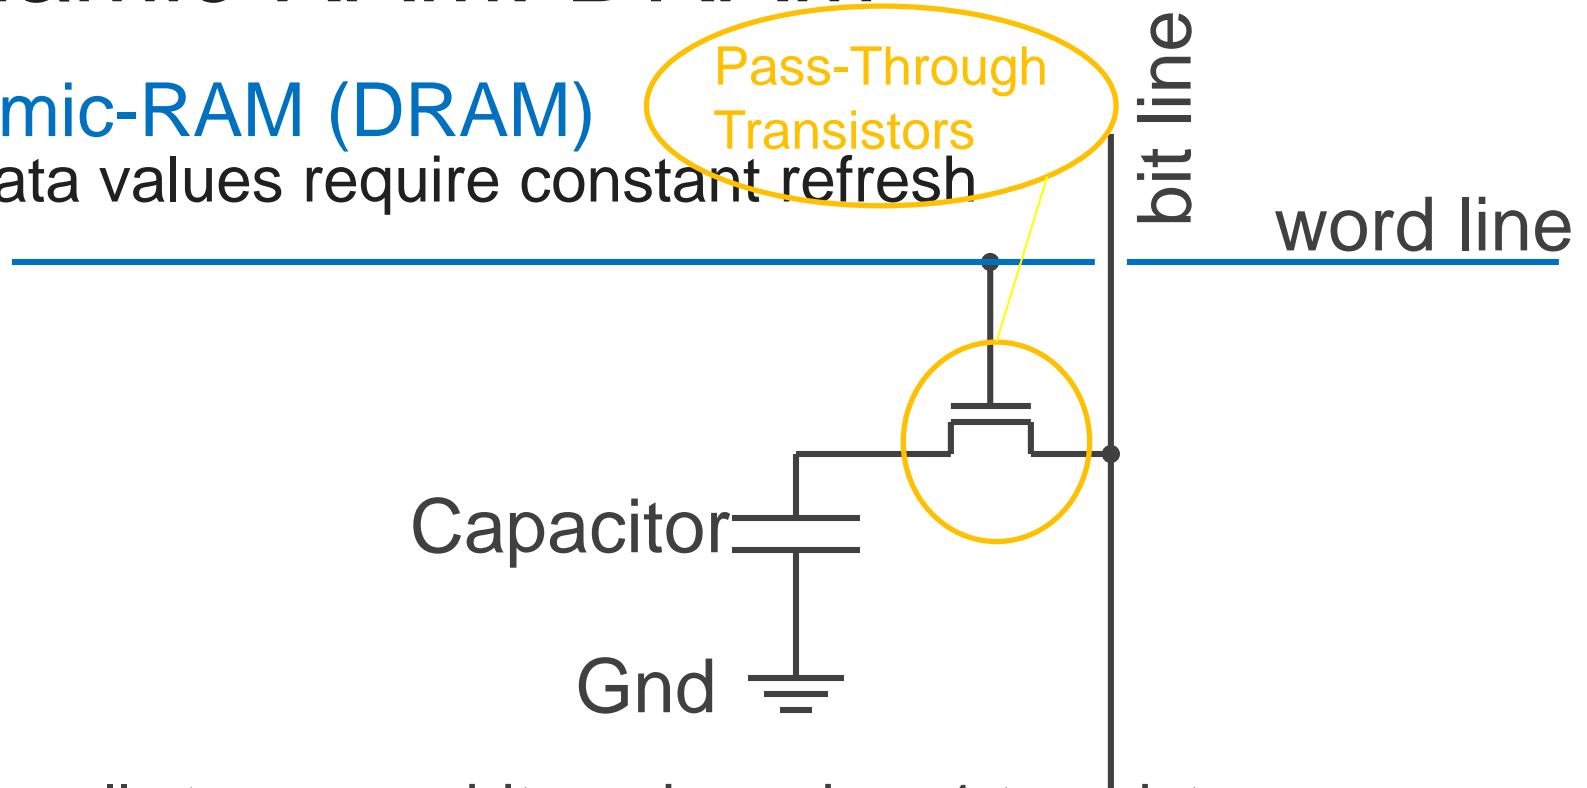 Pass-Through
Transistors
mic-RAM (DRAM)
ata values require constant refresh
bit line
word line
Capacitor
Gnd